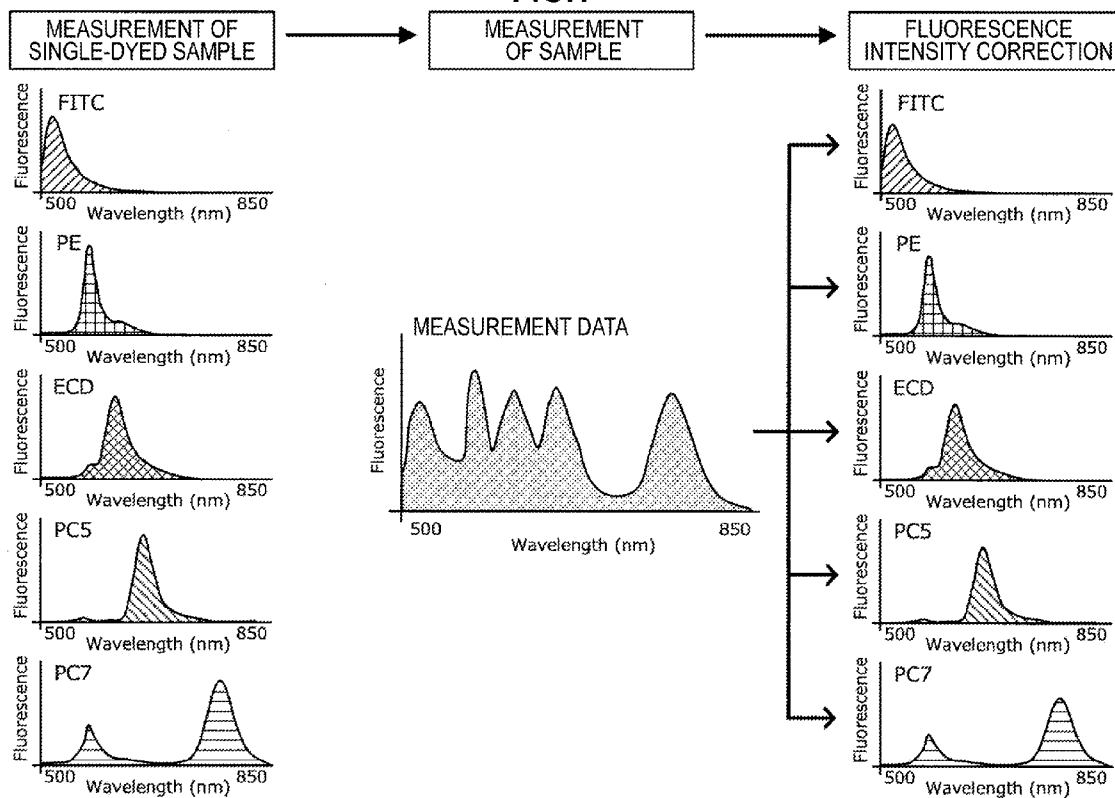 MEASUREMENT OF
SINGLE-DYED SAMPLE
MEASUREMENT
OF SAMPLE
FLUORESCENCE
INTENSITY CORRECTION
FITC
Fluorescence
500
850
Wavelength (nm)
PE
Fluorescence
500
850
Wavelength (nm)
ECD
Fluorescence
500
850
Wavelength (nm)
PC5
Fluorescence
500
850
Wavelength (nm)
PC7
Fluorescence
500
850
Wavelength (nm)
MEASUREMENT DATA
Fluorescence
500
850
Wavelength (nm)
FITC
Fluorescence
500
850
Wavelength (nm)
PE
Fluorescence
500
850
Wavelength (nm)
ECD
Fluorescence
500
850
Wavelength (nm)
PC5
Fluorescence
500
850
Wavelength (nm)
PC7
Fluorescence
500
850
Wavelength (nm)